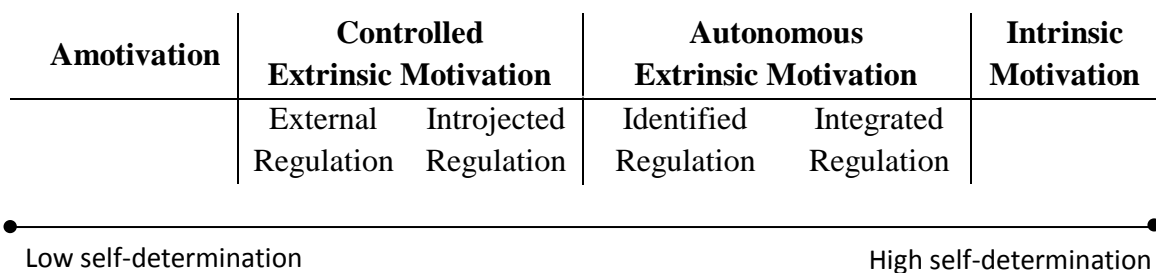 Amotivation
Controlled
Extrinsic Motivation
Autonomous
Extrinsic Motivation
Intrinsic
Motivation
External
Regulation
Introjected
Regulation
Identified
Regulation
Integrated
Regulation
Low self-determination
High self-determination